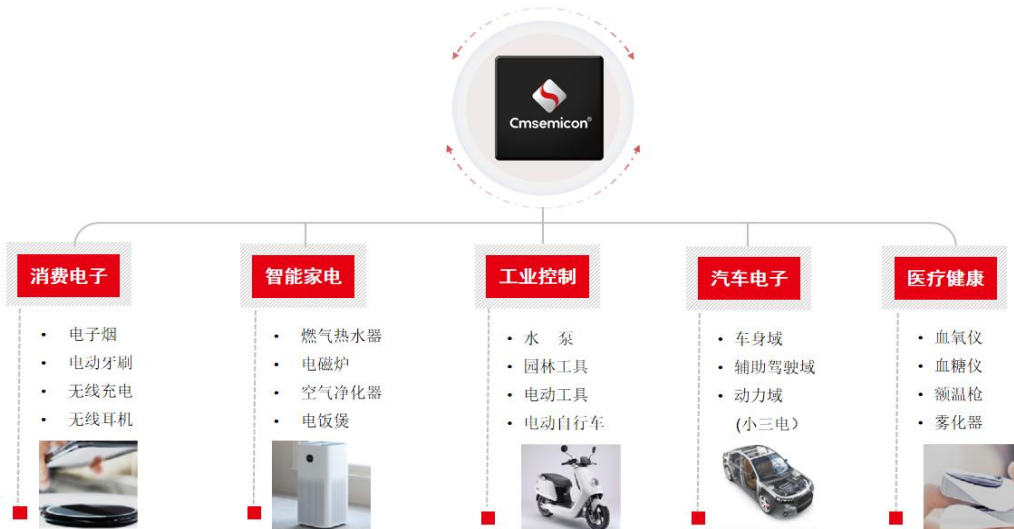 Cmsemicon®
消费电子
• 电子烟
• 电动牙刷
• 无线充电
• 无线耳机
智能家电
• 燃气热水器
• 电磁炉
• 空气净化器
• 电饭煲
工业控制
• 水 泵
• 园林工具
• 电动工具
• 电动自行车
汽车电子
• 车身域
• 辅助驾驶域
• 动力域
(小三电）
医疗健康
• 血氧仪
• 血糖仪
• 额温枪
• 雾化器